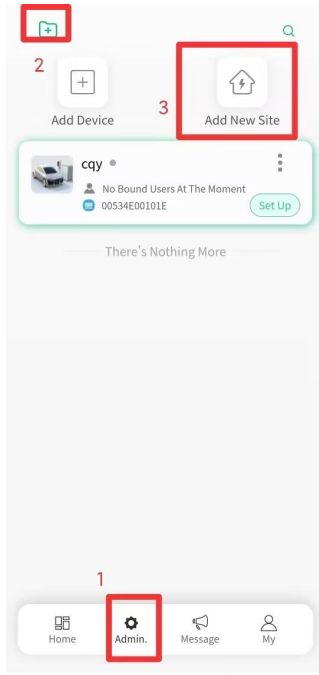 2
3
Add Device
Add New Site
cqy
No Bound Users At The Moment
00534E00101E
Set Up
There's Nothing More
1
Home
Admin.
Message
My